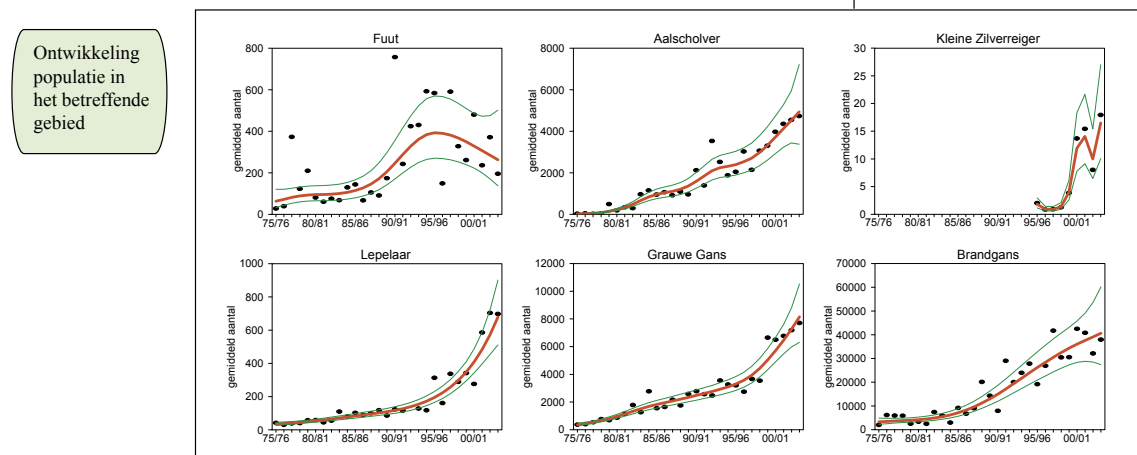 Ontwikkeling
populatie in
het betreffende
gebied
Fuut
gemiddeld aantal
800
600
400
200
0
75/76 80/81 85/86 90/91 95/96 00/01
Aalscholver
gemiddeld aantal
8000
6000
4000
2000
0
75/76 80/81 85/86 90/91 95/96 00/01
Kleine Zilverreiger
gemiddeld aantal
30
25
20
15
10
5
0
75/76 80/81 85/86 90/91 95/96 00/01
Lepelaar
gemiddeld aantal
1000
800
600
400
200
0
75/76 80/81 85/86 90/91 95/96 00/01
Grauwe Gans
gemiddeld aantal
12000
10000
8000
6000
4000
2000
0
75/76 80/81 85/86 90/91 95/96 00/01
Brandgans
gemiddeld aantal
70000
60000
50000
40000
30000
20000
10000
0
75/76 80/81 85/86 90/91 95/96 00/01